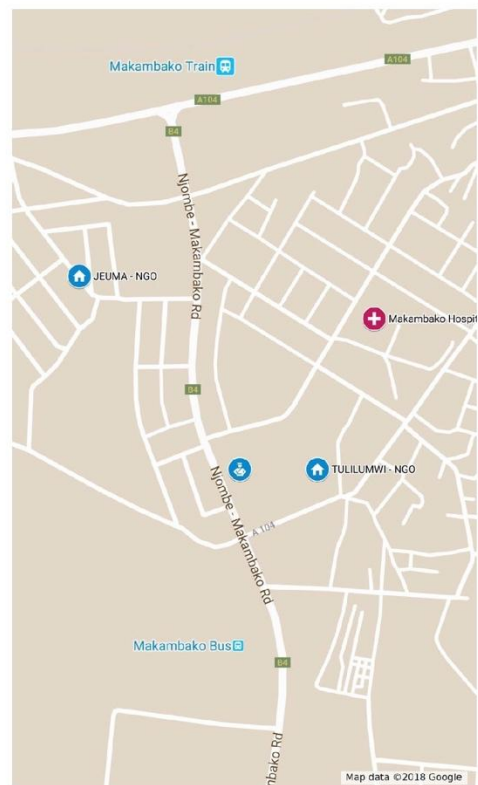 Makambako Train
A104
A104
B4
Njombe - Makambako Rd
JEUMA - NGO
Makambako Hospit
B4
TULILUMWI - NGO
Njombe - Makambako Rd
A 104
Makambako Bus
B4
mbako Rd
Map data ©2018 Google